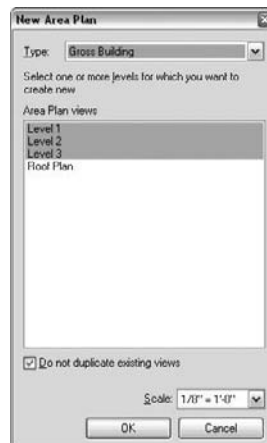 New Area Plan
Type: Gross Building
Select one or more levels for which you want to
create new
Area Plan views
Level 1
Level 2
Level 3
Roof Plan
Do not duplicate existing views
Scale: 1/8" = 1'-0"
OK Cancel